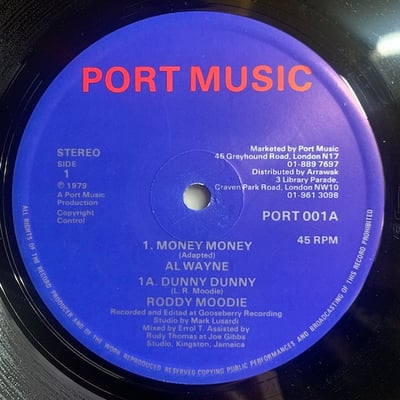 PORT MUSIC
STEREO
SIDE
1
℗ 1979
A Port Music
Production
Copyright
Control
Marketed by Port Music
45 Greyhound Road, London N17
01-889 7697
Distributed by Arrawak
3 Library Parade,
Craven Park Road, London NW10
01-961 3098
PORT 001A
45 RPM
1. MONEY MONEY
(Adapted)
AL WAYNE
1A. DUNNY DUNNY
(L. R. Moodie)
RODDY MOODIE
Recorded and Edited at Gooseberry Recording
Studio by Mark Lusardi
Mixed by Errol T. Assisted by
Rudy Thomas at Joe Gibbs
Studio, Kingston, Jamaica
ALL RIGHTS OF THE RECORD PRODUCER AND OF THE WORK REPRODUCED RESERVED COPYING PUBLIC PERFORMANCES AND BROADCASTING OF THIS RECORD PROHIBITED